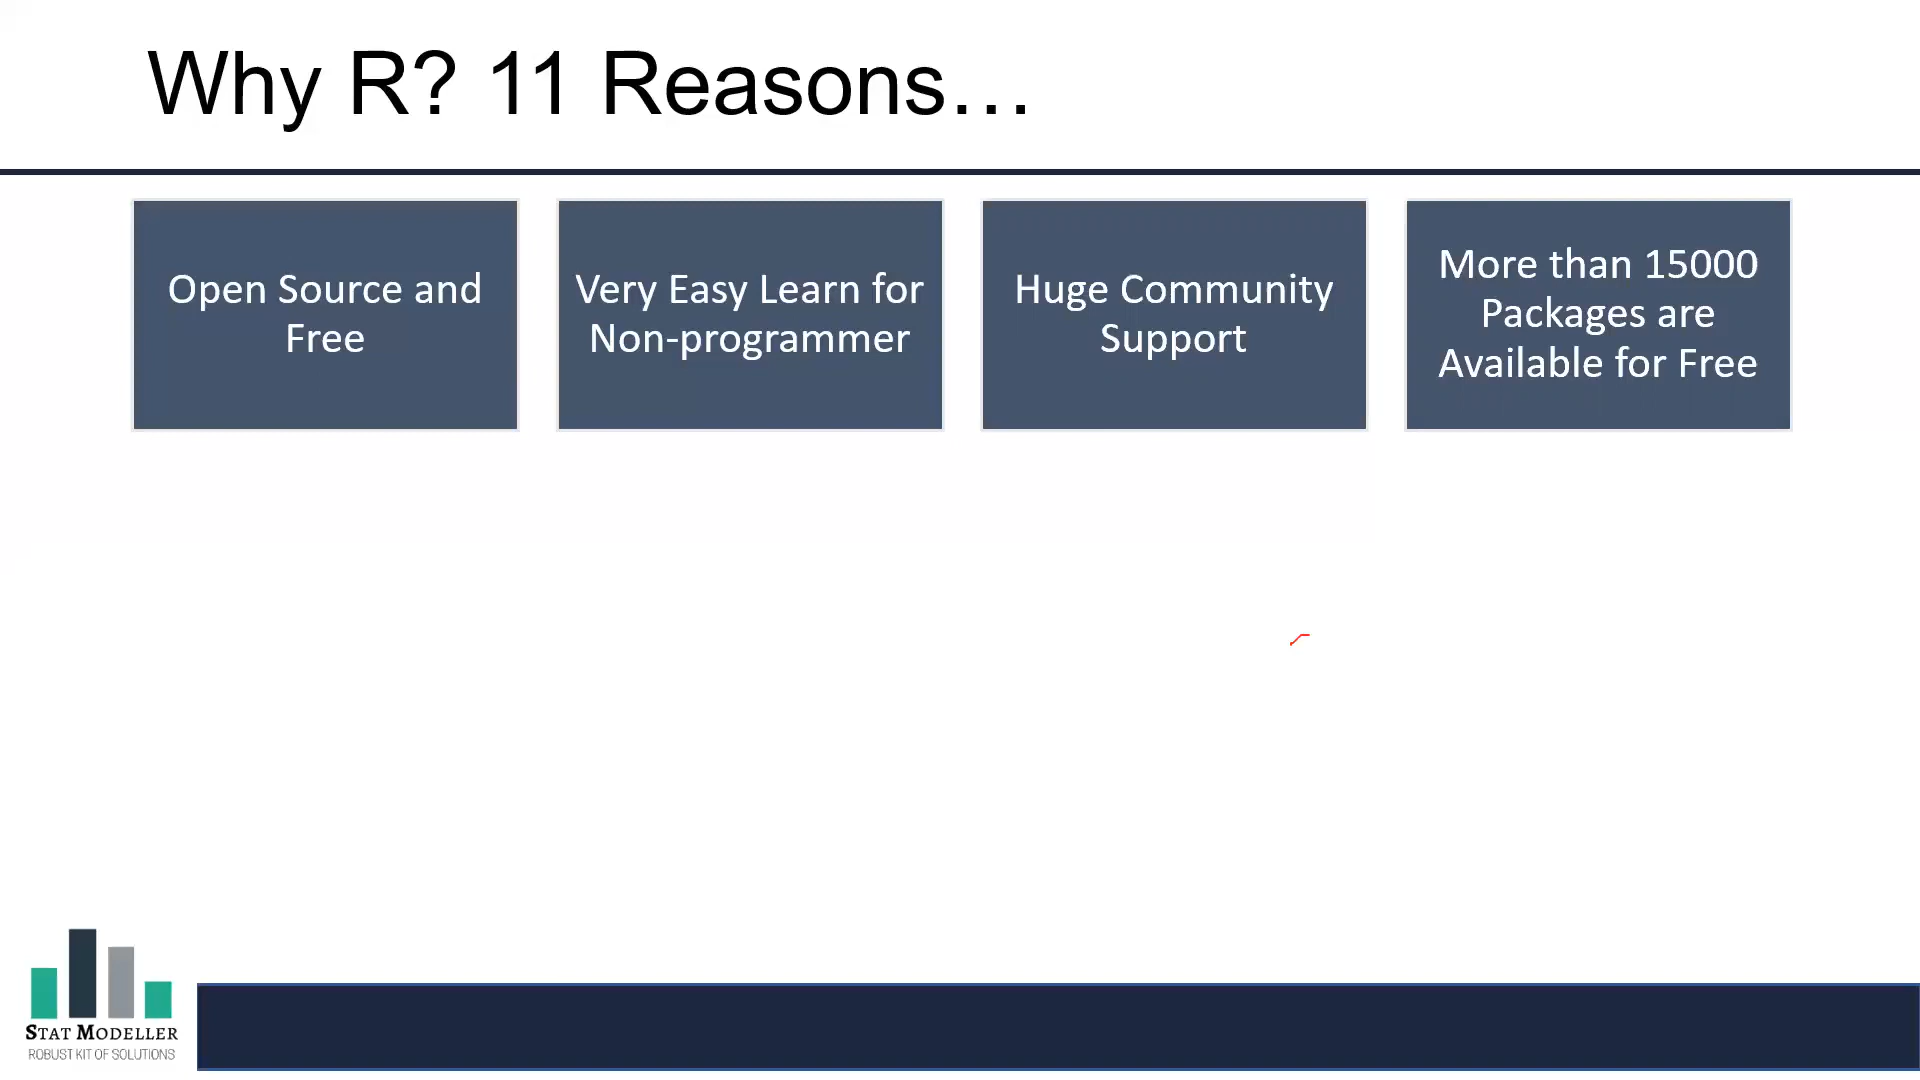 Why R? 11 Reasons…
Open Source and
Free
Very Easy Learn for
Non-programmer
Huge Community
Support
More than 15000
Packages are
Available for Free
STAT MODELLER
ROBUST KIT OF SOLUTIONS